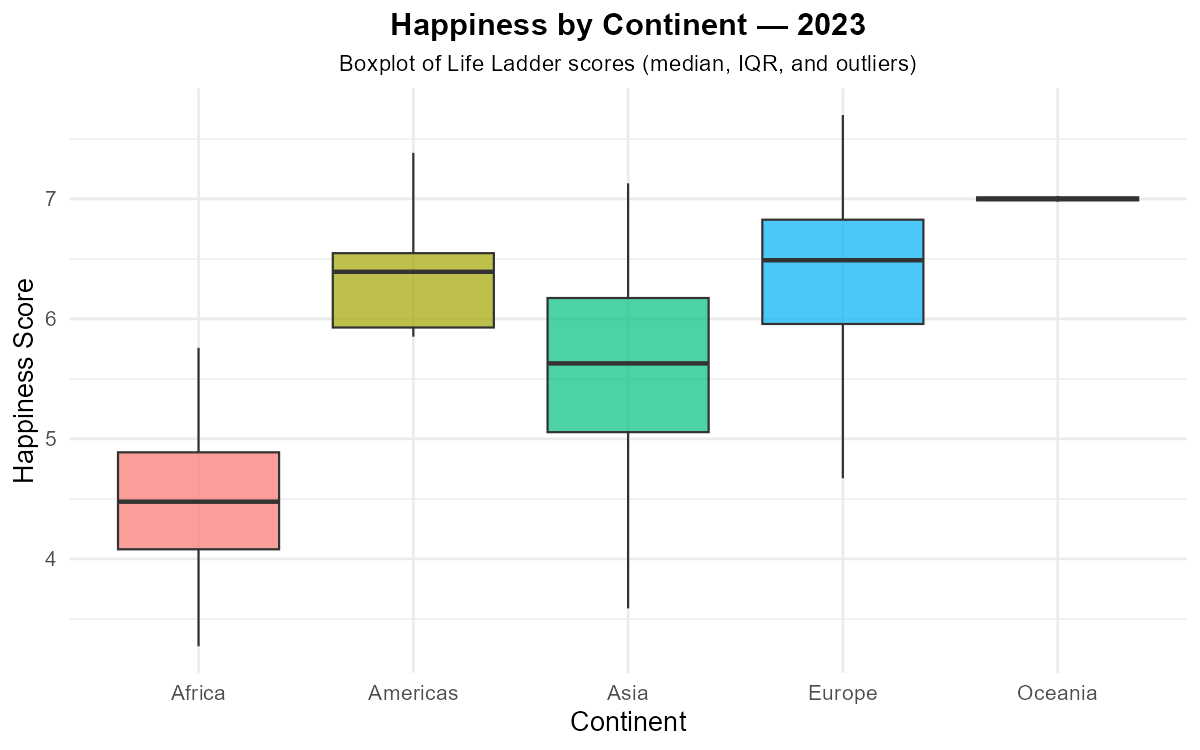 Happiness by Continent — 2023
Boxplot of Life Ladder scores (median, IQR, and outliers)
Happiness Score
7
6
5
4
Africa Americas Asia Europe Oceania
Continent